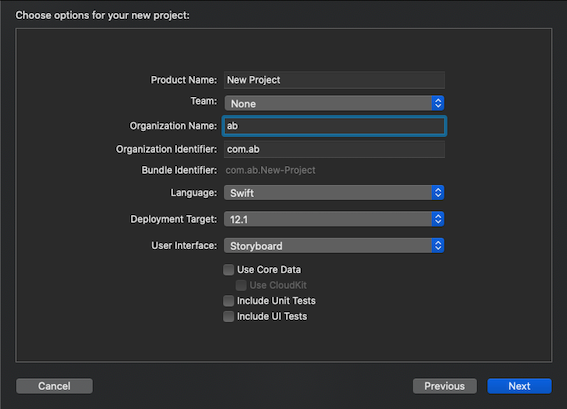 Choose options for your new project:
Product Name: New Project
Team: None
Organization Name: ab
Organization Identifier: com.ab
Bundle Identifier: com.ab.New-Project
Language: Swift
Deployment Target: 12.1
User Interface: Storyboard
Use Core Data
Use CloudKit
Include Unit Tests
Include UI Tests
Cancel Previous Next